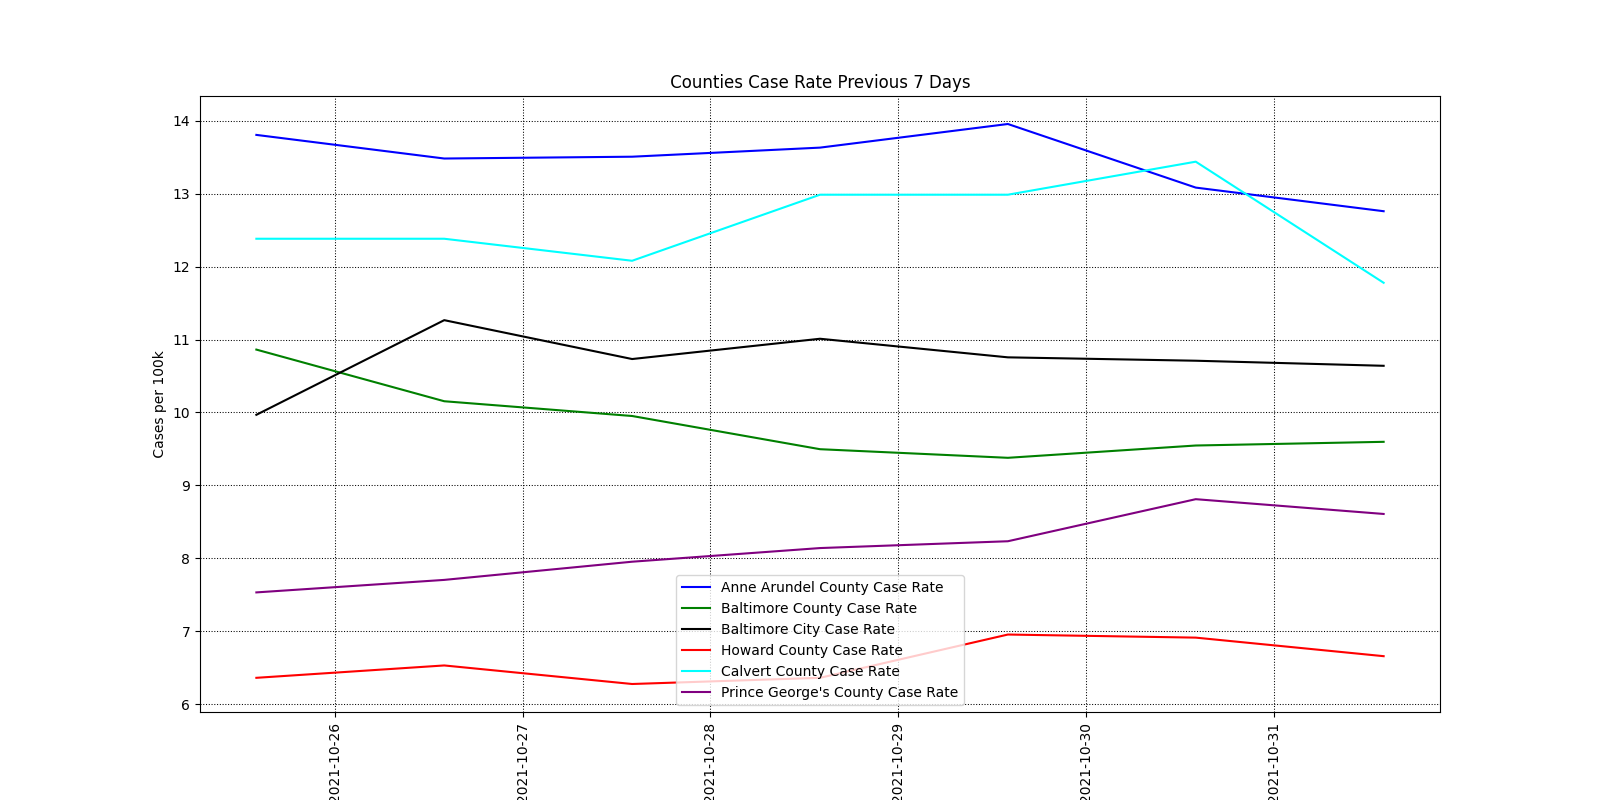 Counties Case Rate Previous 7 Days
Cases per 100k
14
13
12
11
10
9
8
7
6
Anne Arundel County Case Rate
Baltimore County Case Rate
Baltimore City Case Rate
Howard County Case Rate
Calvert County Case Rate
Prince George's County Case Rate
2021-10-26
2021-10-27
2021-10-28
2021-10-29
2021-10-30
2021-10-31